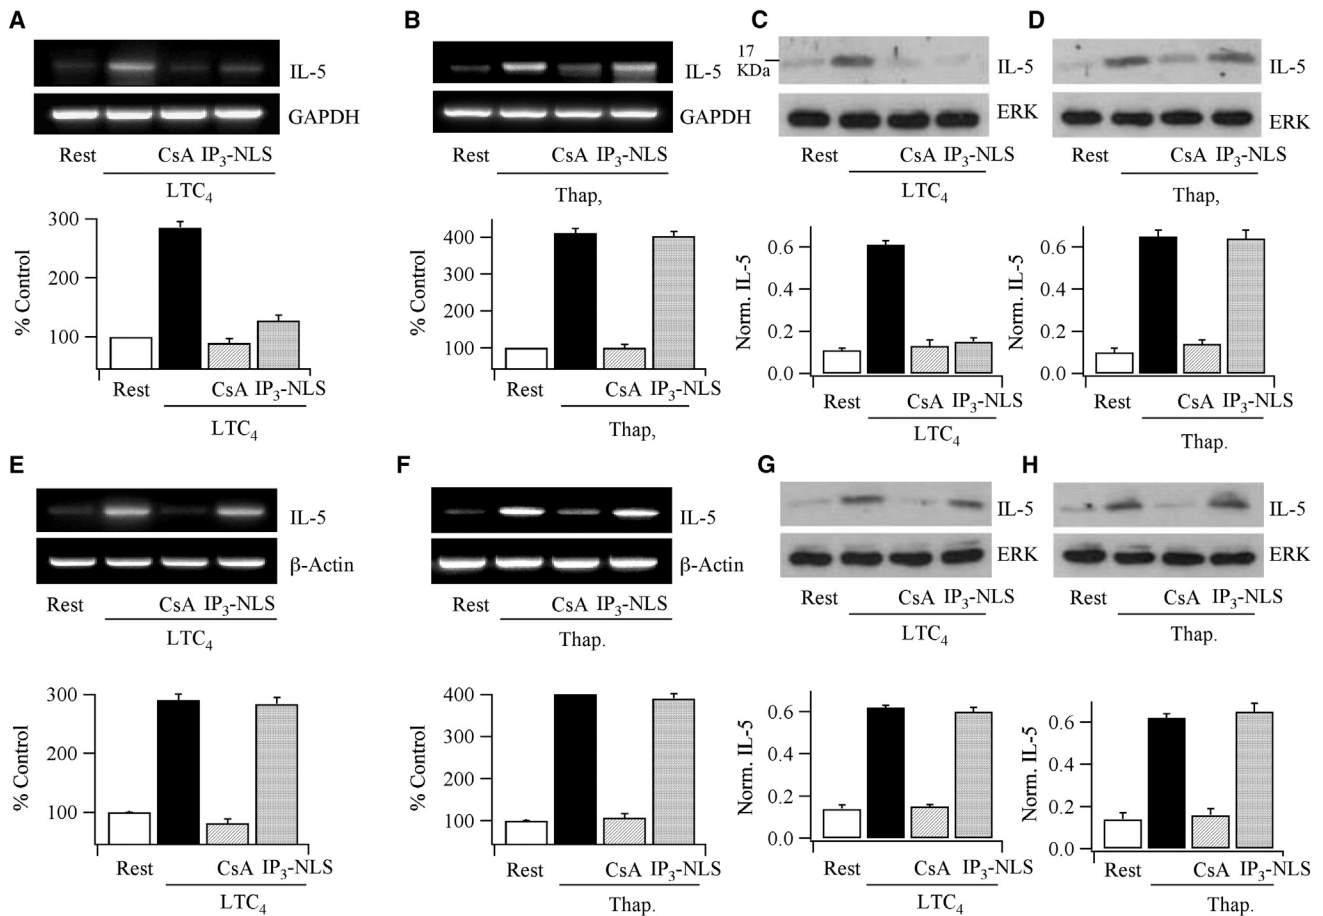 A
IL-5
GAPDH
Rest CsA IP3-NLS
LTC4
300
200
100
% Control
Rest CsA IP3-NLS
LTC4
B
IL-5
GAPDH
Rest CsA IP3-NLS
Thap,
400
300
200
100
% Control
Rest CsA IP3-NLS
Thap,
C
17
KDa
IL-5
ERK
Rest CsA IP3-NLS
LTC4
0.6
0.4
0.2
0.0
Norm. IL-5
Rest CsA IP3-NLS
LTC4
D
IL-5
ERK
Rest CsA IP3-NLS
Thap,
0.6
0.4
0.2
0.0
Norm. IL-5
Rest CsA IP3-NLS
Thap.
E
IL-5
β-Actin
Rest CsA IP3-NLS
LTC4
300
200
100
% Control
Rest CsA IP3-NLS
LTC4
F
IL-5
β-Actin
Rest CsA IP3-NLS
Thap.
400
300
400
200
100
% Control
Rest CsA IP3-NLS
Thap.
G
IL-5
ERK
Rest CsA IP3-NLS
LTC4
0.6
0.4
0.2
0.0
Norm. IL-5
Rest CsA IP3-NLS
LTC4
H
IL-5
ERK
Rest CsA IP3-NLS
Thap.
0.6
0.4
0.2
0.0
Norm. IL-5
Rest CsA IP3-NLS
Thap.